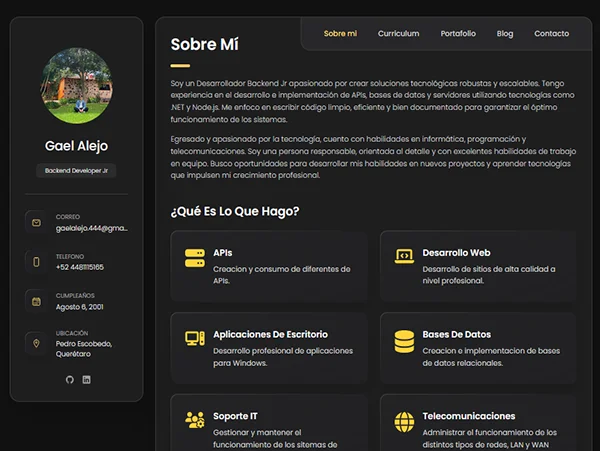 Gael Alejo
Backend Developer Jr
CORREO
gaelalejo.444@gma...
TELEFONO
+52 4481115165
CUMPLEAÑOS
Agosto 6, 2001
UBICACIÓN
Pedro Escobedo,
Querétaro
Sobre mi
Curriculum
Portafolio
Blog
Contacto
Sobre Mí
Soy un Desarrollador Backend Jr apasionado por crear soluciones tecnológicas robustas y escalables. Tengo
experiencia en el desarrollo e implementación de APIs, bases de datos y servidores utilizando tecnologías como
.NET y Node.js. Me enfoco en escribir código limpio, eficiente y bien documentado para garantizar el óptimo
funcionamiento de los sistemas.
Egresado y apasionado por la tecnología, cuento con habilidades en informática, programación y
telecomunicaciones. Soy una persona responsable, orientada al detalle y con excelentes habilidades de trabajo
en equipo. Busco oportunidades para desarrollar mis habilidades en nuevos proyectos y aprender tecnologías
que impulsen mi crecimiento profesional.
¿Qué Es Lo Que Hago?
APIs
Creacion y consumo de diferentes de
APIs.
Desarrollo Web
Desarrollo de sitios de alta calidad a
nivel profesional.
Aplicaciones De Escritorio
Desarrollo profesional de aplicaciones
para Windows.
Bases De Datos
Creacion e implementacion de bases
de datos relacionales.
Soporte IT
Gestionar y mantener el
funcionamiento de los sitemas de
Telecomunicaciones
Administrar el funcionamiento de los
distintos tipos de redes, LAN y WAN